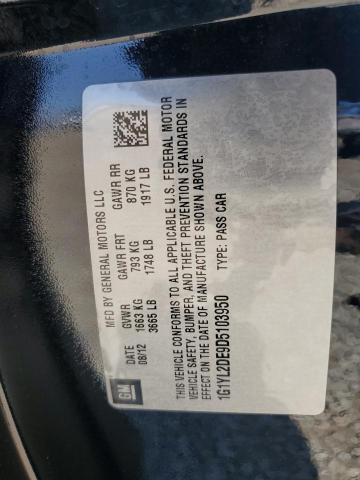 GM
MFD BY GENERAL MOTORS LLC
DATE GVWR GAWR FRT GAWR RR
08/12 1663 KG 793 KG 870 KG
3665 LB 1748 LB 1917 LB
THIS VEHICLE CONFORMS TO ALL APPLICABLE U.S. FEDERAL MOTOR
VEHICLE SAFETY, BUMPER, AND THEFT PREVENTION STANDARDS IN
EFFECT ON THE DATE OF MANUFACTURE SHOWN ABOVE.
1G1YL2DE9D5103950 TYPE: PASS CAR